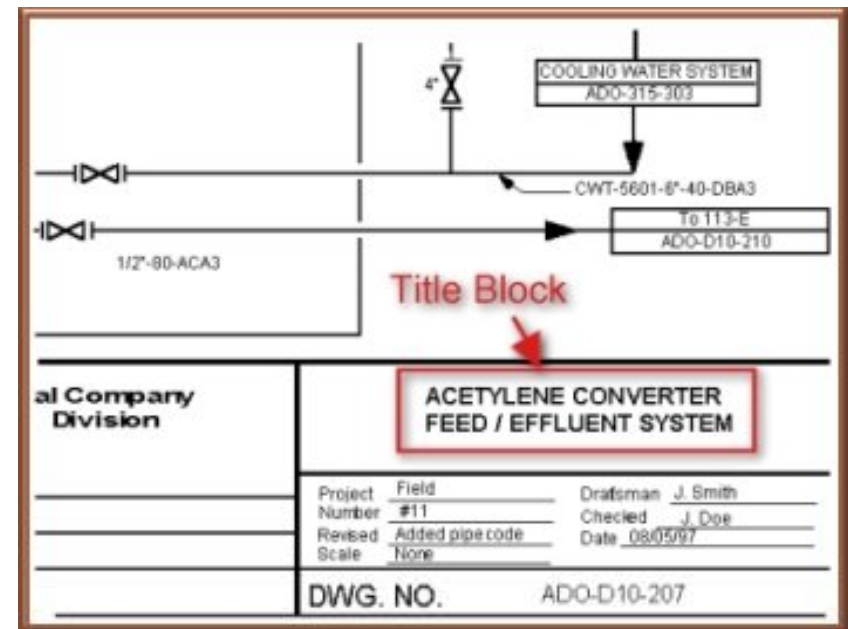 4"
COOLING WATER SYSTEM
ADO-315-303
CWT-5601-6"-40-DBA3
To 113-E
ADO-D10-210
1/2"-80-ACA3
Title Block
al Company
Division
ACETYLENE CONVERTER
FEED / EFFLUENT SYSTEM
Project Field
Number #11
Revised Added pipe code
Scale None
Drafsman J. Smith
Checked J. Doe
Date 08/05/97
DWG. NO. ADO-D10-207